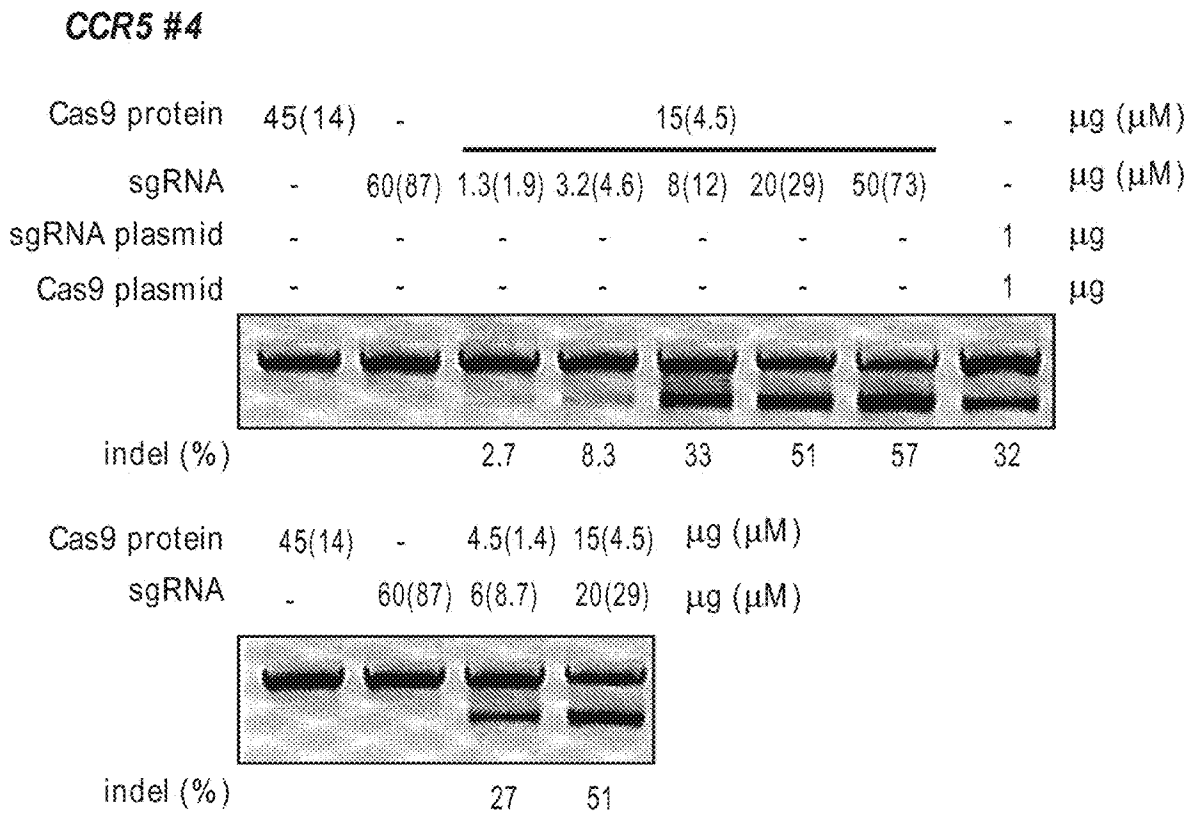 CCR5 #4
Cas9 protein 45(14) - 15(4.5) - µg (µM)
sgRNA - 60(87) 1.3(1.9) 3.2(4.6) 8(12) 20(29) 50(73) - µg (µM)
sgRNA plasmid - - - - - - - 1 µg
Cas9 plasmid - - - - - - - 1 µg
indel (%) 2.7 8.3 33 51 57 32
Cas9 protein 45(14) - 4.5(1.4) 15(4.5) µg (µM)
sgRNA - 60(87) 6(8.7) 20(29) µg (µM)
indel (%) 27 51